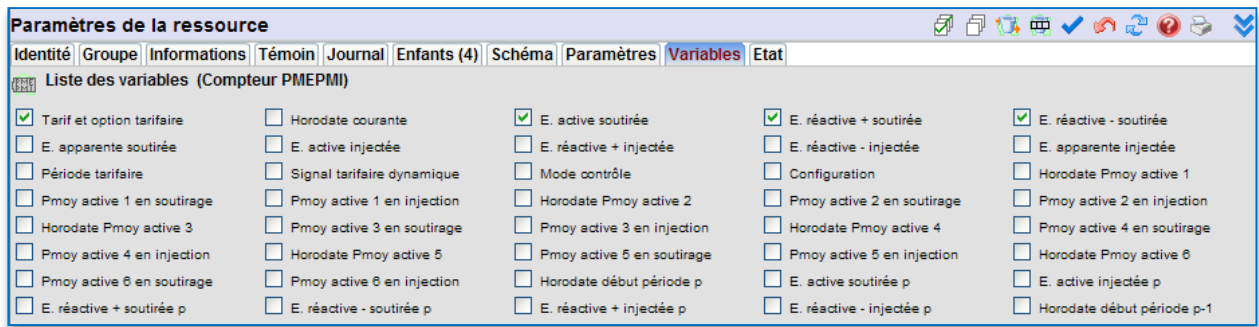 Paramètres de la ressource
Identité Groupe Informations Témoin Journal Enfants (4) Schéma Paramètres Variables Etat
Liste des variables (Compteur PMEPMI)
Tarif et option tarifaire Horodate courante E. active soutirée E. réactive + soutirée E. réactive - soutirée
E. apparente soutirée E. active injectée E. réactive + injectée E. réactive - injectée E. apparente injectée
Période tarifaire Signal tarifaire dynamique Mode contrôle Configuration Horodate Pmoy active 1
Pmoy active 1 en soutirage Pmoy active 1 en injection Horodate Pmoy active 2 Pmoy active 2 en soutirage Pmoy active 2 en injection
Horodate Pmoy active 3 Pmoy active 3 en soutirage Pmoy active 3 en injection Horodate Pmoy active 4 Pmoy active 4 en soutirage
Pmoy active 4 en injection Horodate Pmoy active 5 Pmoy active 5 en soutirage Pmoy active 5 en injection Horodate Pmoy active 6
Pmoy active 6 en soutirage Pmoy active 6 en injection Horodate début période p E. active soutirée p E. active injectée p
E. réactive + soutirée p E. réactive - soutirée p E. réactive + injectée p E. réactive - injectée p Horodate début période p-1